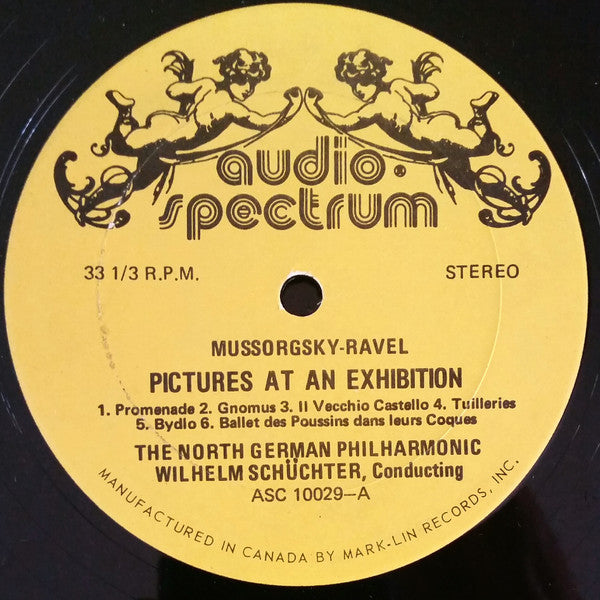 audio
spectrum
33 1/3 R.P.M. STEREO
MUSSORGSKY-RAVEL
PICTURES AT AN EXHIBITION
1. Promenade 2. Gnomus 3. Il Vecchio Castello 4. Tuilleries
5. Bydlo 6. Ballet des Poussins dans leurs Coques
THE NORTH GERMAN PHILHARMONIC
WILHELM SCHÜCHTER, Conducting
ASC 10029-A
MANUFACTURED IN CANADA BY MARK-LIN RECORDS, INC.